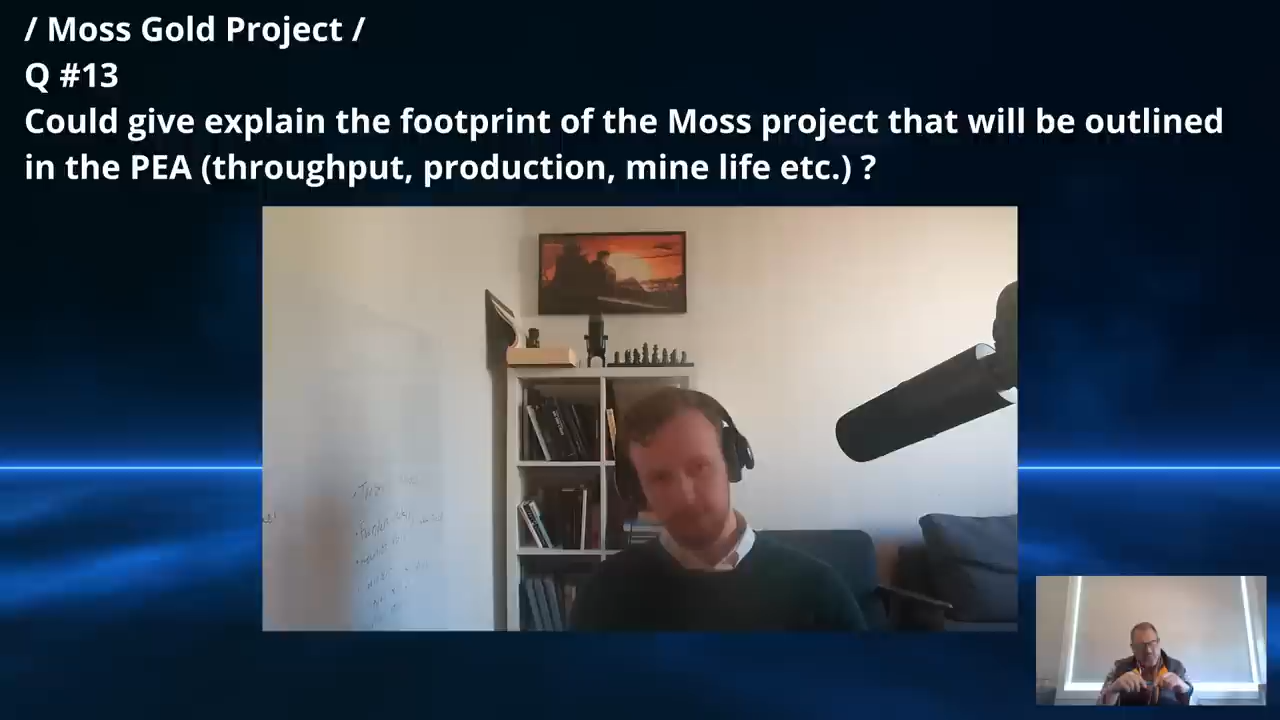 / Moss Gold Project /
Q #13
Could give explain the footprint of the Moss project that will be outlined
in the PEA (throughput, production, mine life etc.) ?